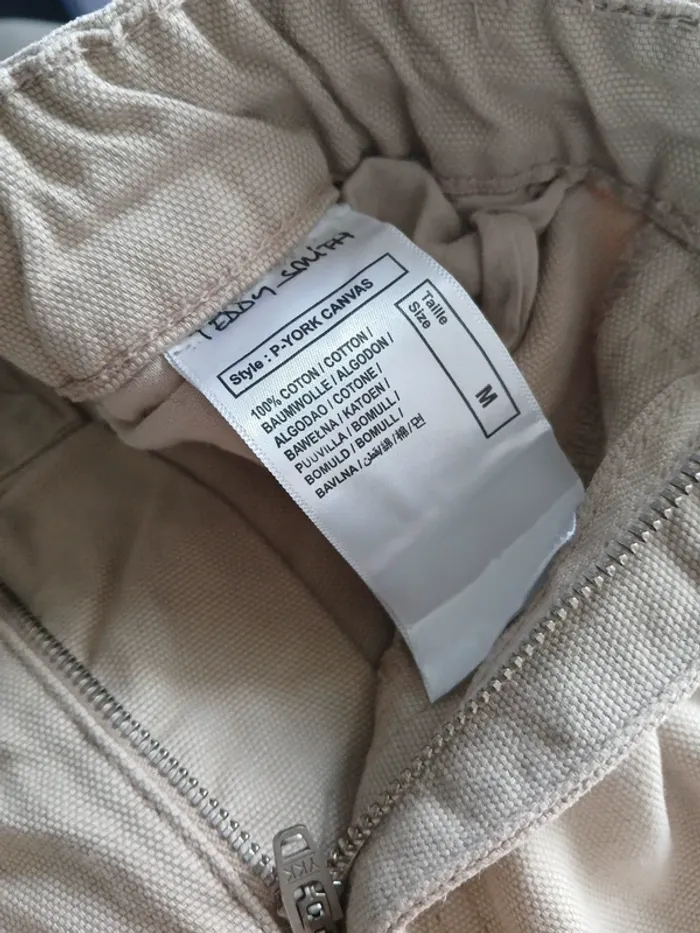 TEDDY SMITH
Style : P-YORK CANVAS
Taille
Size
M
100% COTON / COTTON /
BAUMWOLLE / ALGODON /
ALGODAO / COTONE /
BAWELNA / KATOEN /
PUUVILLA / BOMULL /
BOMULD / BOMULL /
BAVLNA / قطن / 綿 / 棉 / 면
YKK